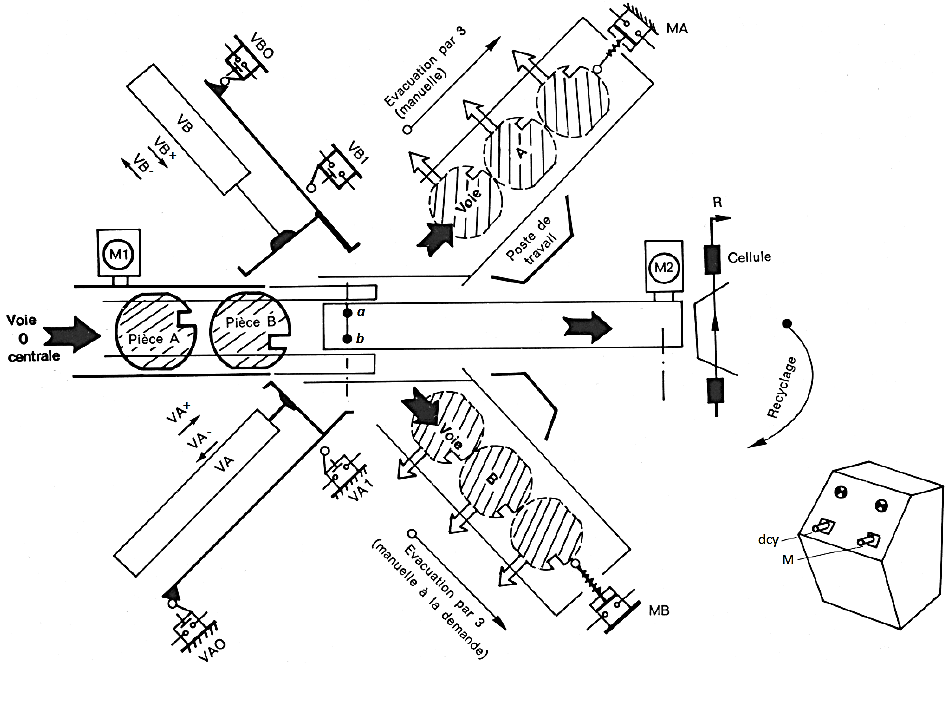 VBO
VB
VB+
VB-
VB1
Evacuation par 3
(manuelle)
MA
A
Voie
Poste de
travail
R
Cellule
M1
M2
Voie
O
centrale
Pièce A
Pièce B
a
b
Recyclage
VA+
VA-
VA
VA1
VAO
Voie
B
Evacuation par 3
(manuelle à la demande)
MB
dcy
M